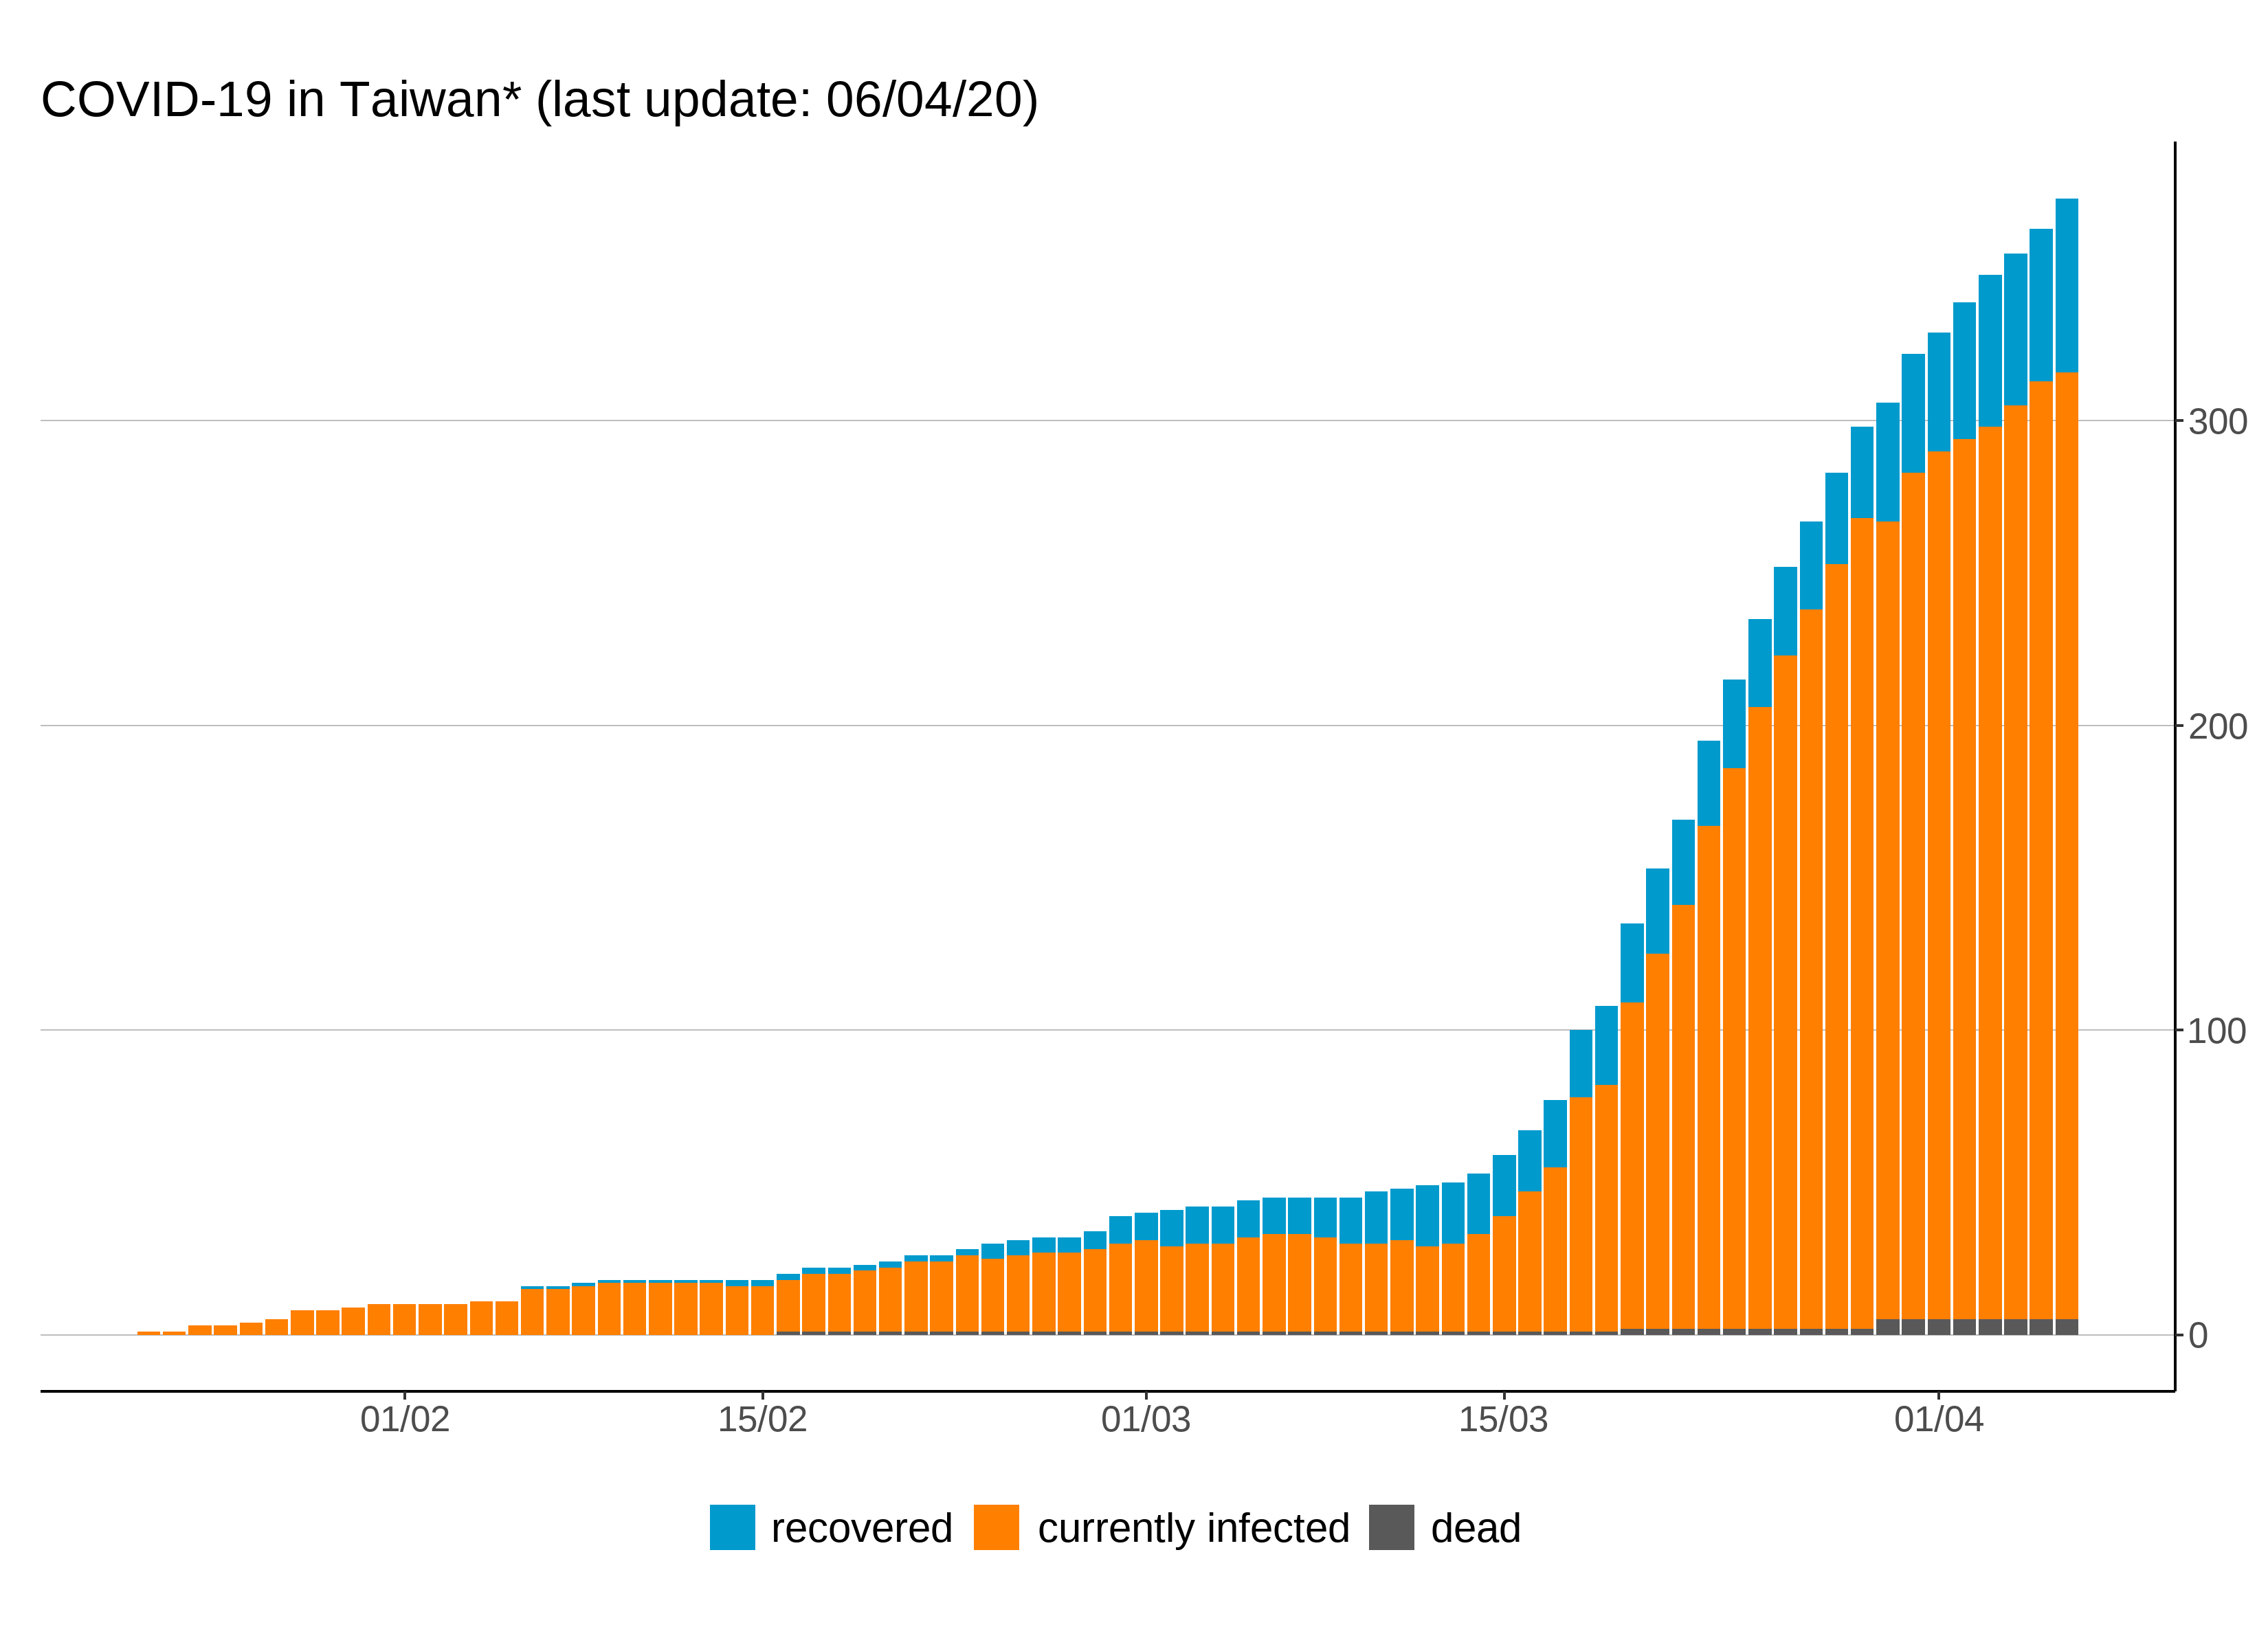 COVID-19 in Taiwan* (last update: 06/04/20)
300
200
100
0
01/02 15/02 01/03 15/03 01/04
recovered currently infected dead